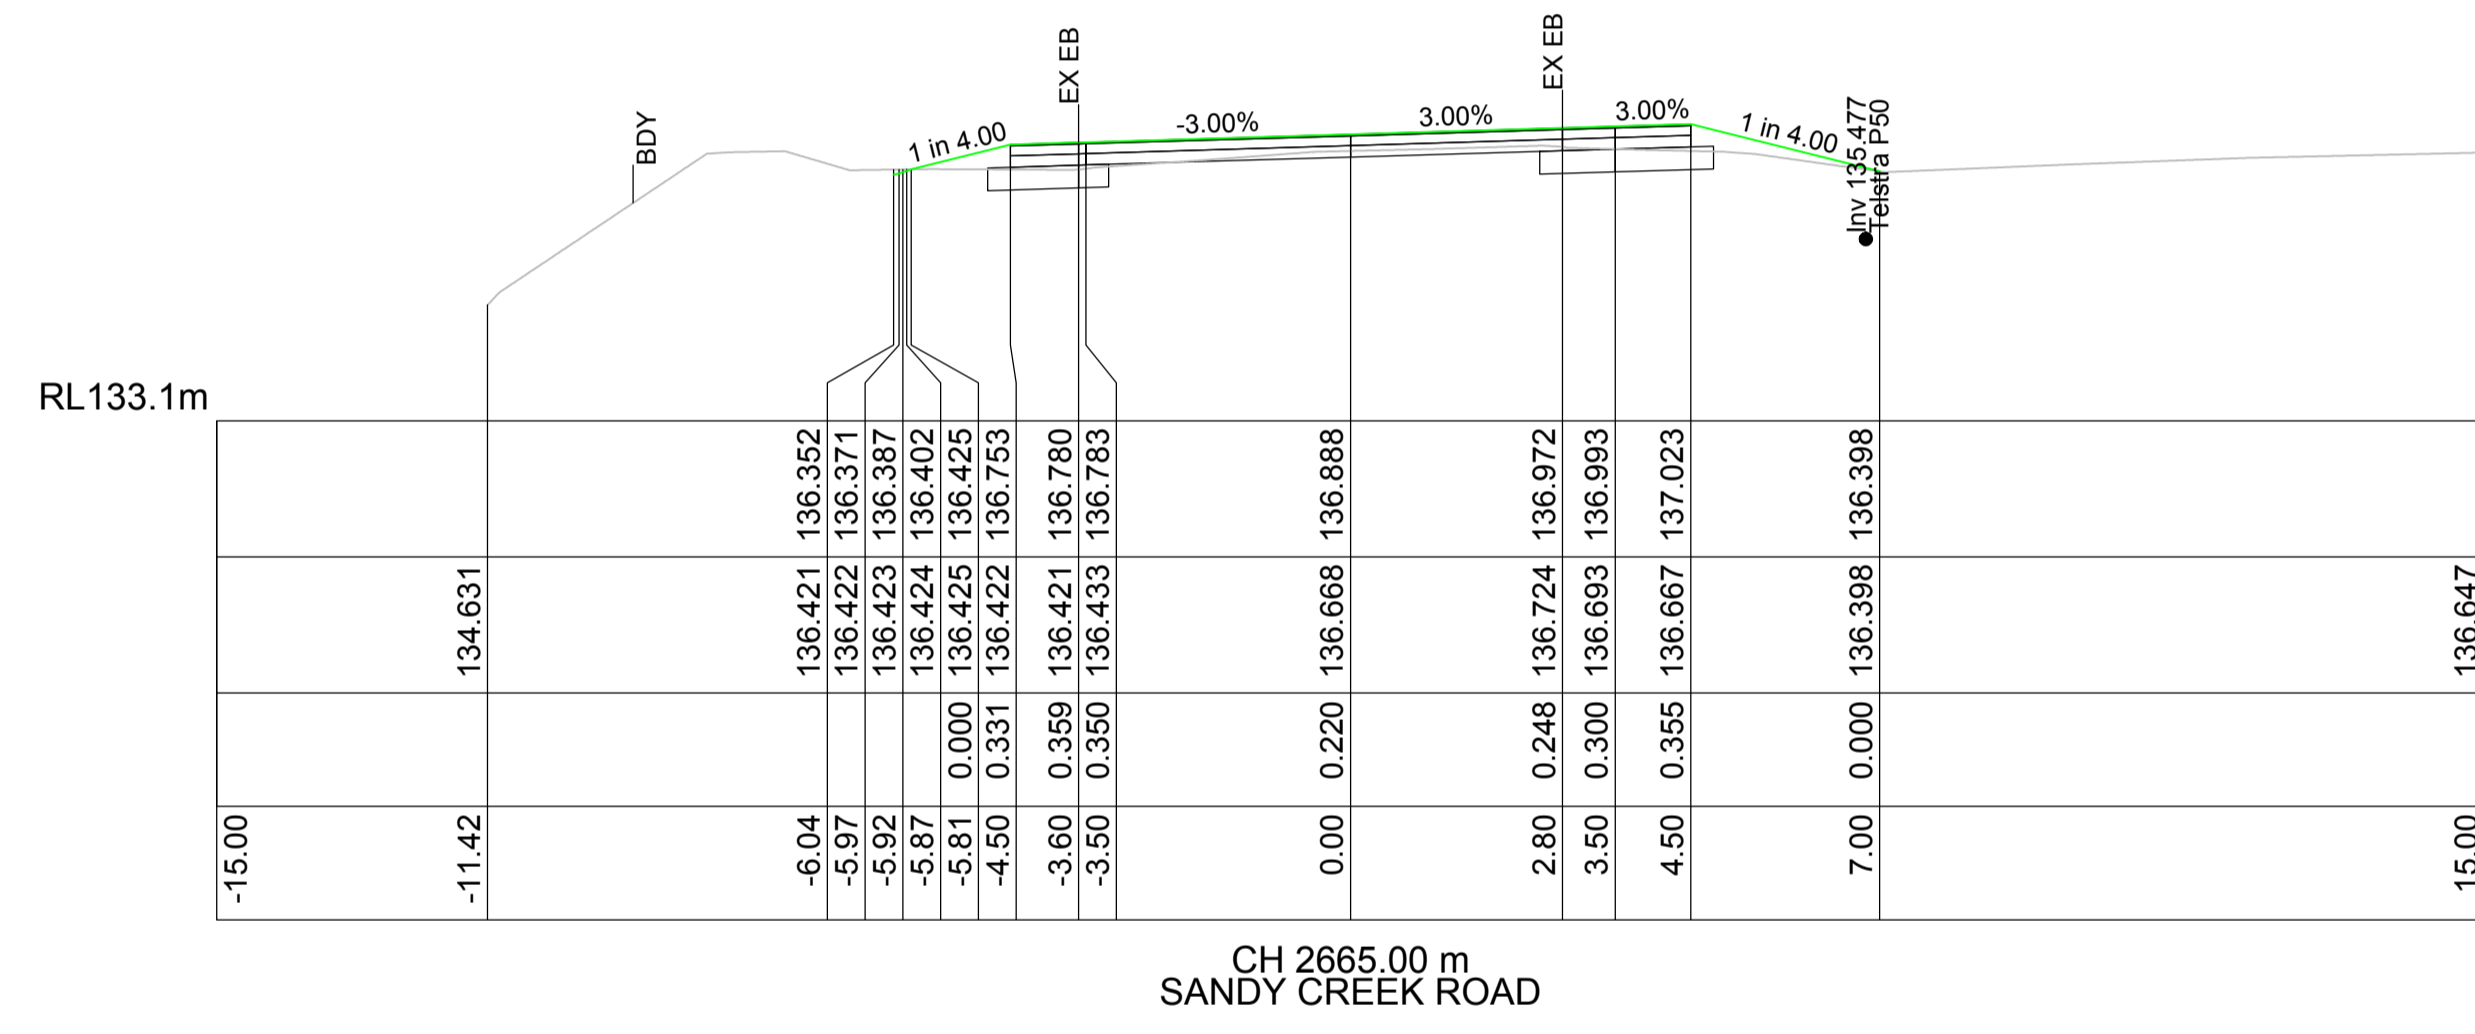 BDY
EX EB
EX EB
1 in 4.00
-3.00%
3.00%
3.00%
1 in 4.00
Inv 135.477
Telstra P50
RL133.1m
136.352 136.371 136.387 136.402 136.425 136.753 136.780 136.783 136.888 136.972 136.993 137.023 136.398
134.631 136.421 136.422 136.423 136.424 136.425 136.422 136.421 136.433 136.668 136.724 136.693 136.667 136.398 136.647
0.000 0.331 0.359 0.350 0.220 0.248 0.300 0.355 0.000
-15.00 -11.42 -6.04 -5.97 -5.92 -5.87 -5.81 -4.50 -3.60 -3.50 0.00 2.80 3.50 4.50 7.00 15.00
CH 2665.00 m
SANDY CREEK ROAD